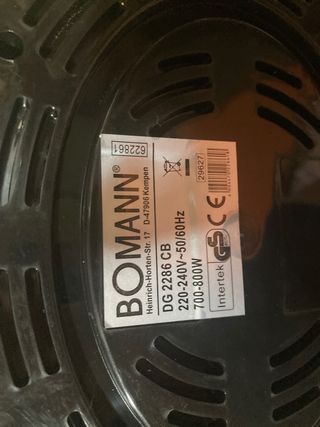 622861
BOMANN®
Heinrich-Horten-Str. 17 D-47906 Kempen
DG 2286 CB
220-240V~50/60Hz
700-800W
29627
CE
GS
Intertek